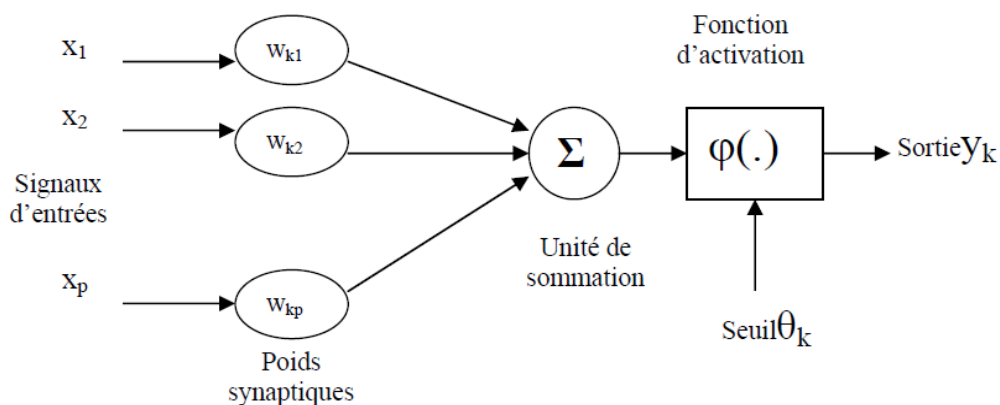 Fonction
d'activation
x1
wk1
x2
wk2
Σ
φ(.)
Sortie yk
Signaux
d'entrées
Unité de
sommation
xp
wkp
Seuil θk
Poids
synaptiques